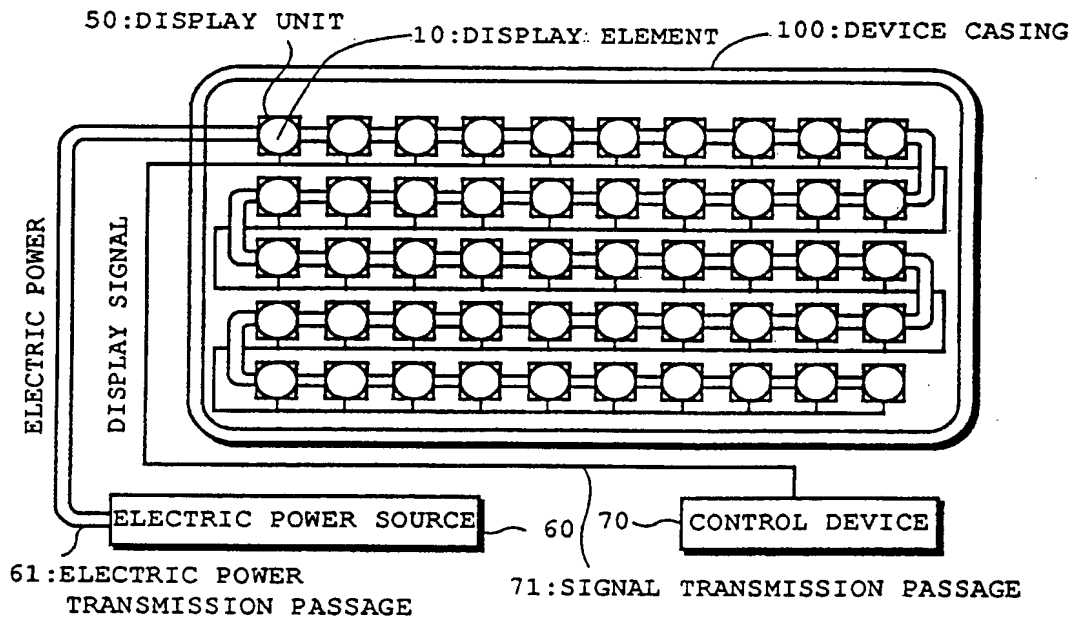 50:DISPLAY UNIT
10:DISPLAY ELEMENT
100:DEVICE CASING
ELECTRIC POWER
DISPLAY SIGNAL
ELECTRIC POWER SOURCE
60
70
CONTROL DEVICE
61:ELECTRIC POWER
TRANSMISSION PASSAGE
71:SIGNAL TRANSMISSION PASSAGE